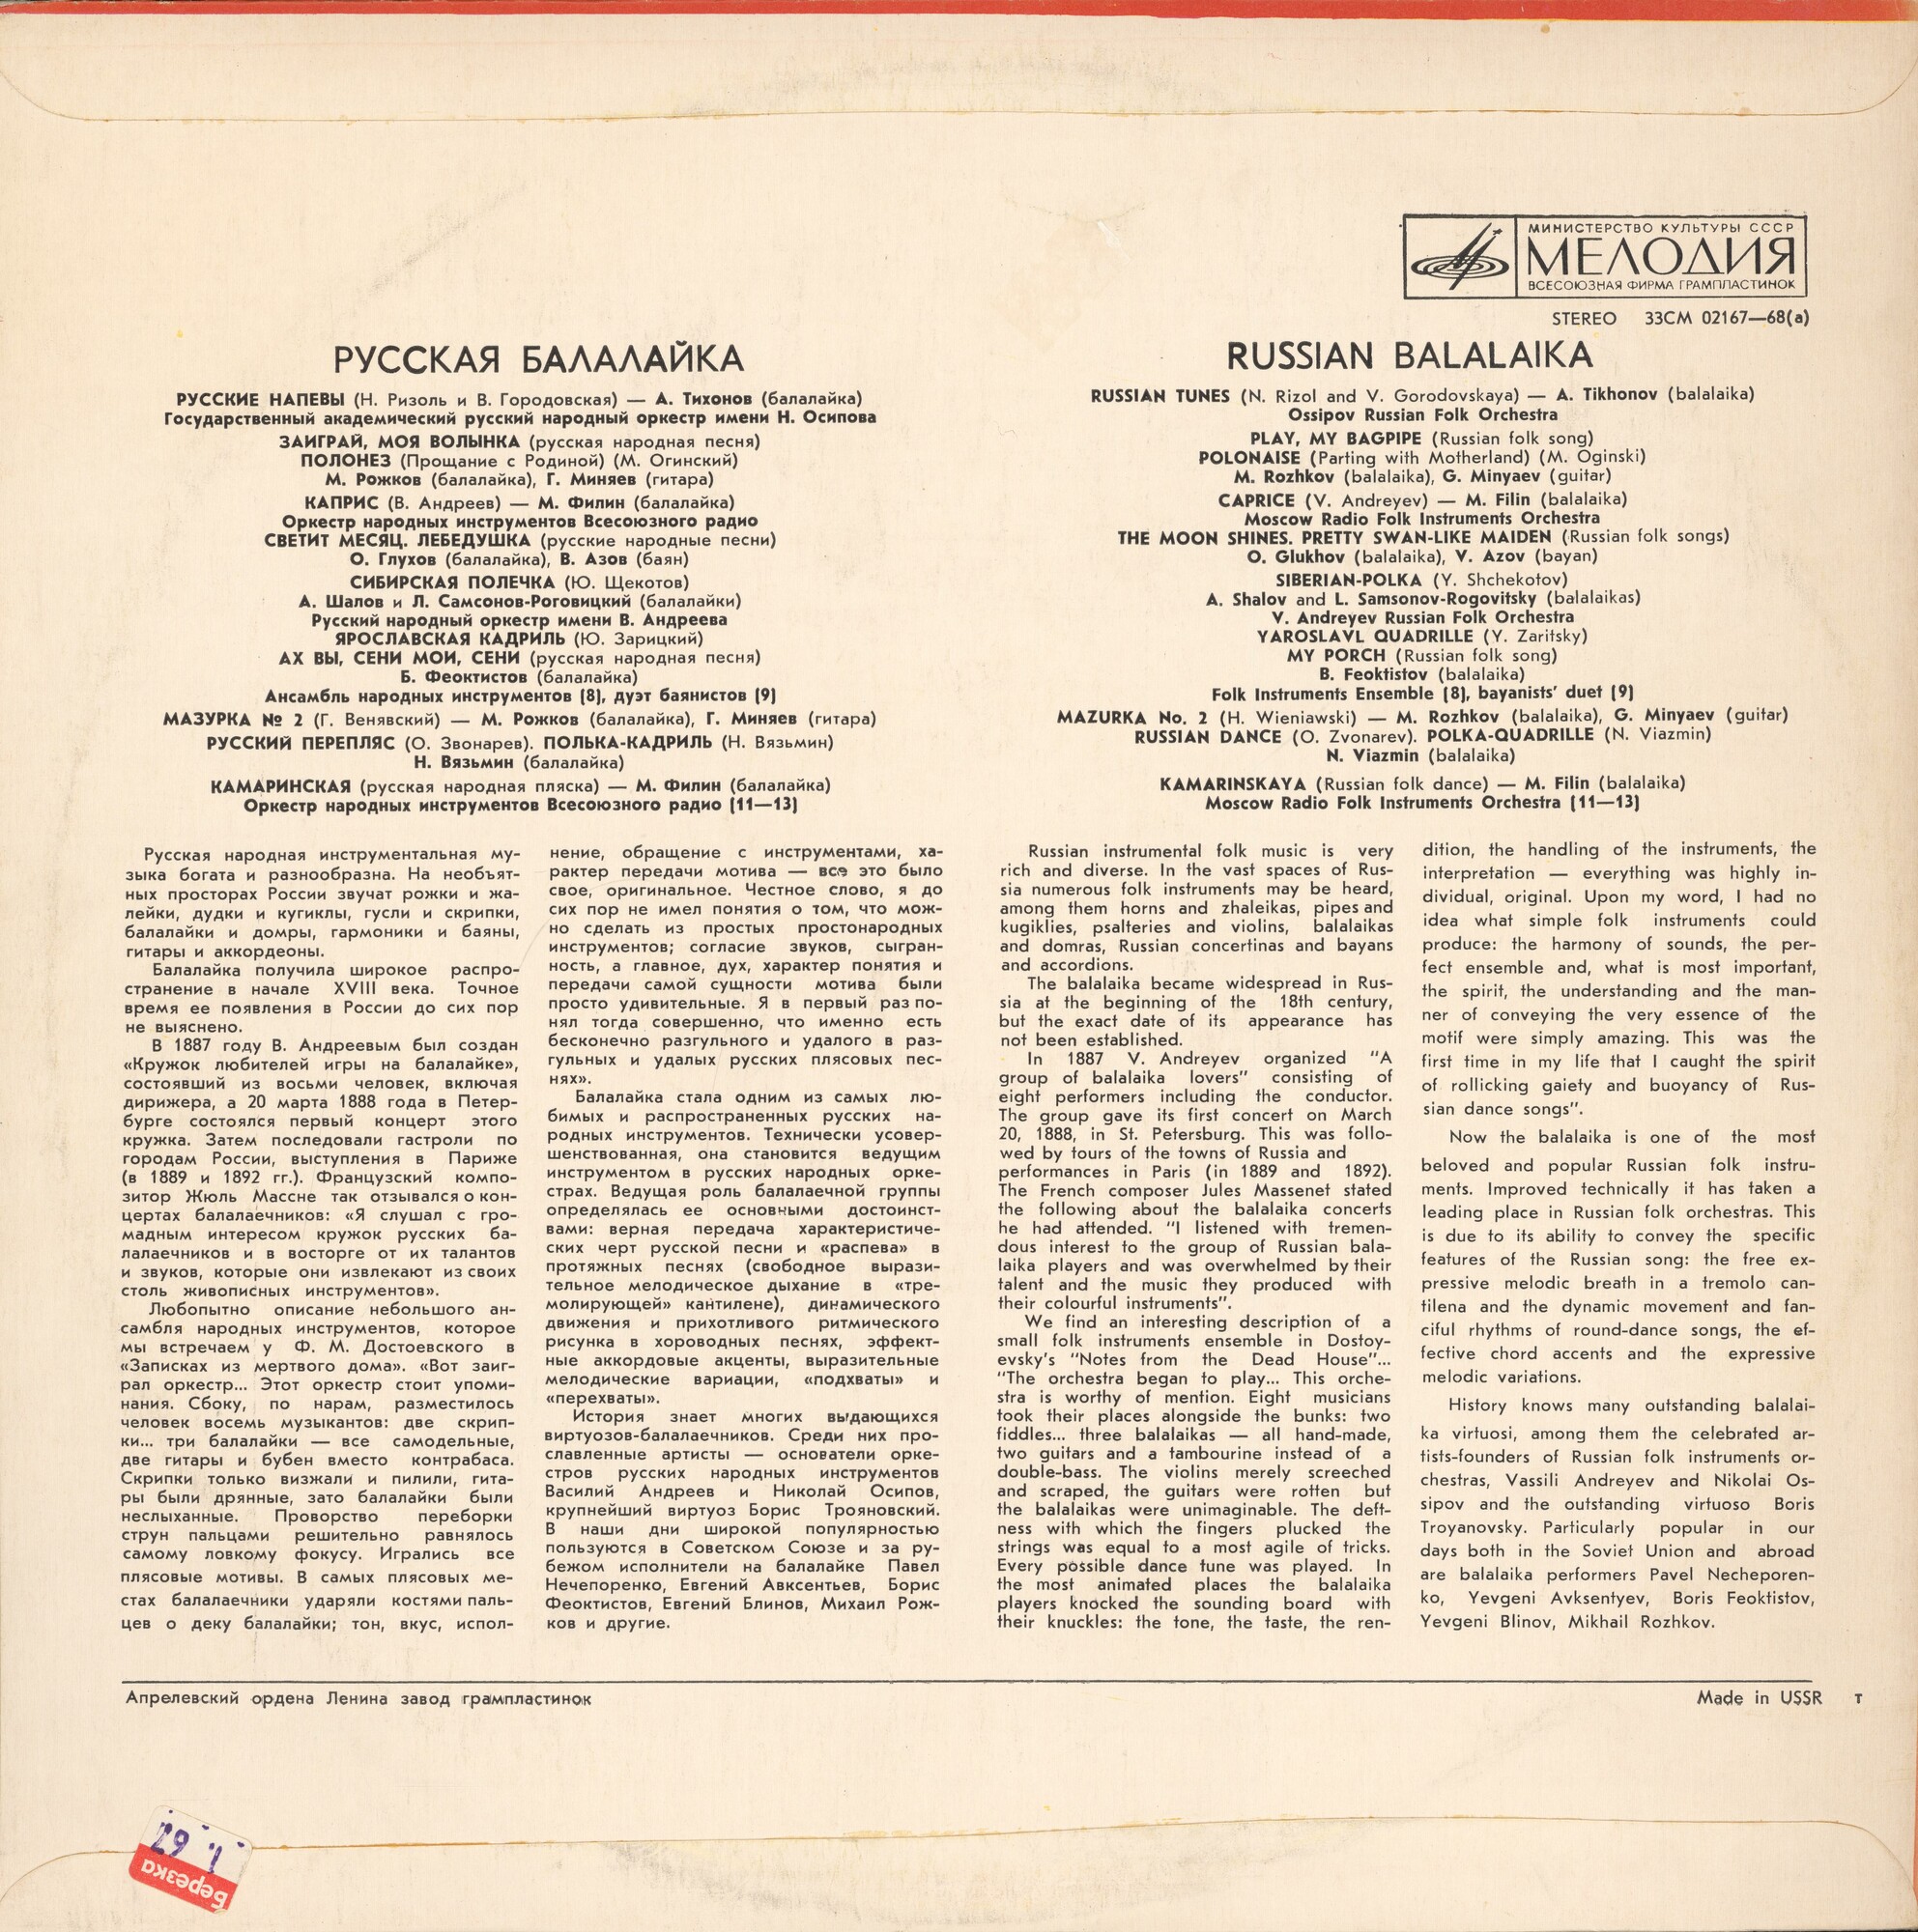 МИНИСТЕРСТВО КУЛЬТУРЫ СССР
МЕЛОДИЯ
ВСЕСОЮЗНАЯ ФИРМА ГРАМПЛАСТИНОК
STEREO 33СМ 02167—68(а)
РУССКАЯ БАЛАЛАЙКА
РУССКИЕ НАПЕВЫ (Н. Ризоль и В. Городовская) — А. Тихонов (балалайка)
Государственный академический русский народный оркестр имени Н. Осипова
ЗАИГРАЙ, МОЯ ВОЛЫНКА (русская народная песня)
ПОЛОНЕЗ (Прощание с Родиной) (М. Огинский)
М. Рожков (балалайка), Г. Миняев (гитара)
КАПРИС (В. Андреев) — М. Филин (балалайка)
Оркестр народных инструментов Всесоюзного радио
СВЕТИТ МЕСЯЦ. ЛЕБЕДУШКА (русские народные песни)
О. Глухов (балалайка), В. Азов (баян)
СИБИРСКАЯ ПОЛЕЧКА (Ю. Щекотов)
А. Шалов и Л. Самсонов-Роговицкий (балалайки)
Русский народный оркестр имени В. Андреева
ЯРОСЛАВСКАЯ КАДРИЛЬ (Ю. Зарицкий)
АХ ВЫ, СЕНИ МОИ, СЕНИ (русская народная песня)
Б. Феоктистов (балалайка)
Ансамбль народных инструментов (8), дуэт баянистов (9)
МАЗУРКА № 2 (Г. Венявский) — М. Рожков (балалайка), Г. Миняев (гитара)
РУССКИЙ ПЕРЕПЛЯС (О. Звонарев). ПОЛЬКА-КАДРИЛЬ (Н. Вязьмин)
Н. Вязьмин (балалайка)
КАМАРИНСКАЯ (русская народная пляска) — М. Филин (балалайка)
Оркестр народных инструментов Всесоюзного радио (11—13)
Русская народная инструментальная му-
зыка богата и разнообразна. На необъят-
ных просторах России звучат рожки и жа-
лейки, дудки и кугиклы, гусли и скрипки,
балалайки и домры, гармоники и баяны,
гитары и аккордеоны.
Балалайка получила широкое распро-
странение в начале XVIII века. Точное
время ее появления в России до сих пор
не выяснено.
В 1887 году В. Андреевым был создан
«Кружок любителей игры на балалайке»,
состоявший из восьми человек, включая
дирижера, а 20 марта 1888 года в Петер-
бурге состоялся первый концерт этого
кружка. Затем последовали гастроли по
городам России, выступления в Париже
(в 1889 и 1892 гг.). Французский компо-
зитор Жюль Массне так отзывался о кон-
цертах балалаечников: «Я слушал с гро-
мадным интересом кружок русских ба-
лалаечников и в восторге от их талантов
и звуков, которые они извлекают из своих
столь живописных инструментов».
Любопытно описание небольшого ан-
самбля народных инструментов, которое
мы встречаем у Ф. М. Достоевского в
«Записках из мертвого дома». «Вот заиг-
рал оркестр... Этот оркестр стоит упоми-
нания. Сбоку, по нарам, разместилось
человек восемь музыкантов: две скрип-
ки... три балалайки — все самодельные,
две гитары и бубен вместо контрабаса.
Скрипки только визжали и пилили, гита-
ры были дрянные, зато балалайки были
неслыханные. Проворство переборки
струн пальцами решительно равнялось
самому ловкому фокусу. Игрались все
плясовые мотивы. В самых плясовых ме-
стах балалаечники ударяли костями паль-
цев о деку балалайки; тон, вкус, испол-
нение, обращение с инструментами, ха-
рактер передачи мотива — все это было
свое, оригинальное. Честное слово, я до
сих пор не имел понятия о том, что мож-
но сделать из простых простонародных
инструментов; согласие звуков, сыгран-
ность, а главное, дух, характер понятия и
передачи самой сущности мотива были
просто удивительные. Я в первый раз по-
нял тогда совершенно, что именно есть
бесконечно разгульного и удалого в раз-
гульных и удалых русских плясовых пес-
нях».
Балалайка стала одним из самых лю-
бимых и распространенных русских на-
родных инструментов. Технически усовер-
шенствованная, она становится ведущим
инструментом в русских народных орке-
страх. Ведущая роль балалаечной группы
определялась ее основными достоинст-
вами: верная передача характеристиче-
ских черт русской песни и «распева» в
протяжных песнях (свободное вырази-
тельное мелодическое дыхание в «тре-
молирующей» кантилене), динамического
движения и прихотливого ритмического
рисунка в хороводных песнях, эффект-
ные аккордовые акценты, выразительные
мелодические вариации, «подхваты» и
«перехваты».
История знает многих выдающихся
виртуозов-балалаечников. Среди них про-
славленные артисты — основатели орке-
стров русских народных инструментов
Василий Андреев и Николай Осипов,
крупнейший виртуоз Борис Трояновский.
В наши дни широкой популярностью
пользуются в Советском Союзе и за ру-
бежом исполнители на балалайке Павел
Нечепоренко, Евгений Авксентьев, Борис
Феоктистов, Евгений Блинов, Михаил Рож-
ков и другие.
RUSSIAN BALALAIKA
RUSSIAN TUNES (N. Rizol and V. Gorodovskaya) — A. Tikhonov (balalaika)
Ossipov Russian Folk Orchestra
PLAY, MY BAGPIPE (Russian folk song)
POLONAISE (Parting with Motherland) (M. Oginski)
M. Rozhkov (balalaika), G. Minyaev (guitar)
CAPRICE (V. Andreyev) — M. Filin (balalaika)
Moscow Radio Folk Instruments Orchestra
THE MOON SHINES. PRETTY SWAN-LIKE MAIDEN (Russian folk songs)
O. Glukhov (balalaika), V. Azov (bayan)
SIBERIAN-POLKA (Y. Shchekotov)
A. Shalov and L. Samsonov-Rogovitsky (balalaikas)
V. Andreyev Russian Folk Orchestra
YAROSLAVL QUADRILLE (Y. Zaritsky)
MY PORCH (Russian folk song)
B. Feoktistov (balalaika)
Folk Instruments Ensemble (8), bayanists' duet (9)
MAZURKA No. 2 (H. Wieniawski) — M. Rozhkov (balalaika), G. Minyaev (guitar)
RUSSIAN DANCE (O. Zvonarev). POLKA-QUADRILLE (N. Viazmin)
N. Viazmin (balalaika)
KAMARINSKAYA (Russian folk dance) — M. Filin (balalaika)
Moscow Radio Folk Instruments Orchestra (11—13)
Russian instrumental folk music is very
rich and diverse. In the vast spaces of Rus-
sia numerous folk instruments may be heard,
among them horns and zhaleikas, pipes and
kugiklies, psalteries and violins, balalaikas
and domras, Russian concertinas and bayans
and accordions.
The balalaika became widespread in Rus-
sia at the beginning of the 18th century,
but the exact date of its appearance has
not been established.
In 1887 V. Andreyev organized "A
group of balalaika lovers" consisting of
eight performers including the conductor.
The group gave its first concert on March
20, 1888, in St. Petersburg. This was follo-
wed by tours of the towns of Russia and
performances in Paris (in 1889 and 1892).
The French composer Jules Massenet stated
the following about the balalaika concerts
he had attended. "I listened with tremen-
dous interest to the group of Russian bala-
laika players and was overwhelmed by their
talent and the music they produced with
their colourful instruments".
We find an interesting description of a
small folk instruments ensemble in Dostoy-
evsky's "Notes from the Dead House"...
"The orchestra began to play... This orche-
stra is worthy of mention. Eight musicians
took their places alongside the bunks: two
fiddles... three balalaikas — all hand-made,
two guitars and a tambourine instead of a
double-bass. The violins merely screeched
and scraped, the guitars were rotten but
the balalaikas were unimaginable. The deft-
ness with which the fingers plucked the
strings was equal to a most agile of tricks.
Every possible dance tune was played. In
the most animated places the balalaika
players knocked the sounding board with
their knuckles: the tone, the taste, the ren-
dition, the handling of the instruments, the
interpretation — everything was highly in-
dividual, original. Upon my word, I had no
idea what simple folk instruments could
produce: the harmony of sounds, the per-
fect ensemble and, what is most important,
the spirit, the understanding and the man-
ner of conveying the very essence of the
motif were simply amazing. This was the
first time in my life that I caught the spirit
of rollicking gaiety and buoyancy of Rus-
sian dance songs".
Now the balalaika is one of the most
beloved and popular Russian folk instru-
ments. Improved technically it has taken a
leading place in Russian folk orchestras. This
is due to its ability to convey the specific
features of the Russian song: the free ex-
pressive melodic breath in a tremolo can-
tilena and the dynamic movement and fan-
ciful rhythms of round-dance songs, the ef-
fective chord accents and the expressive
melodic variations.
History knows many outstanding balalai-
ka virtuosi, among them the celebrated ar-
tists-founders of Russian folk instruments or-
chestras, Vassili Andreyev and Nikolai Os-
sipov and the outstanding virtuoso Boris
Troyanovsky. Particularly popular in our
days both in the Soviet Union and abroad
are balalaika performers Pavel Necheporen-
ko, Yevgeni Avksentyev, Boris Feoktistov,
Yevgeni Blinov, Mikhail Rozhkov.
Апрелевский ордена Ленина завод грампластинок
Made in USSR т
Березка